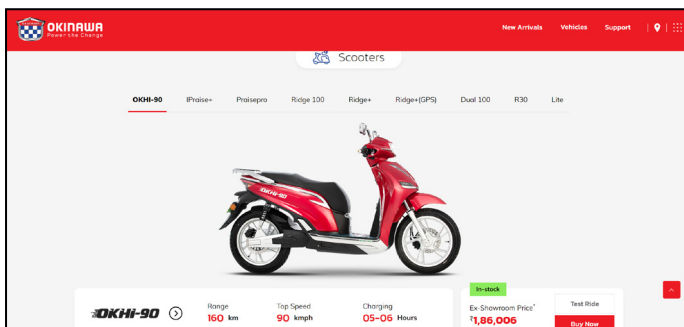 OKINAWA
Power the Change
New Arrivals Vehicles Support
Scooters
OKHI-90 IPraise+ Praisepro Ridge 100 Ridge+ Ridge+(GPS) Dual 100 R30 Lite
OKHI-90
In-stock
OKHi-90
Range Top Speed Charging
160 km 90 kmph 05-06 Hours
Ex-Showroom Price*
₹1,86,006
Test Ride
Buy Now